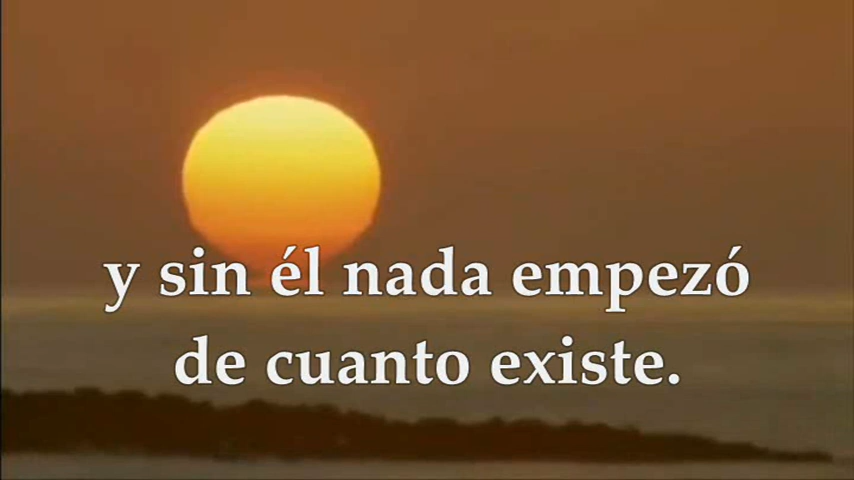 y sin él nada empezó
de cuanto existe.